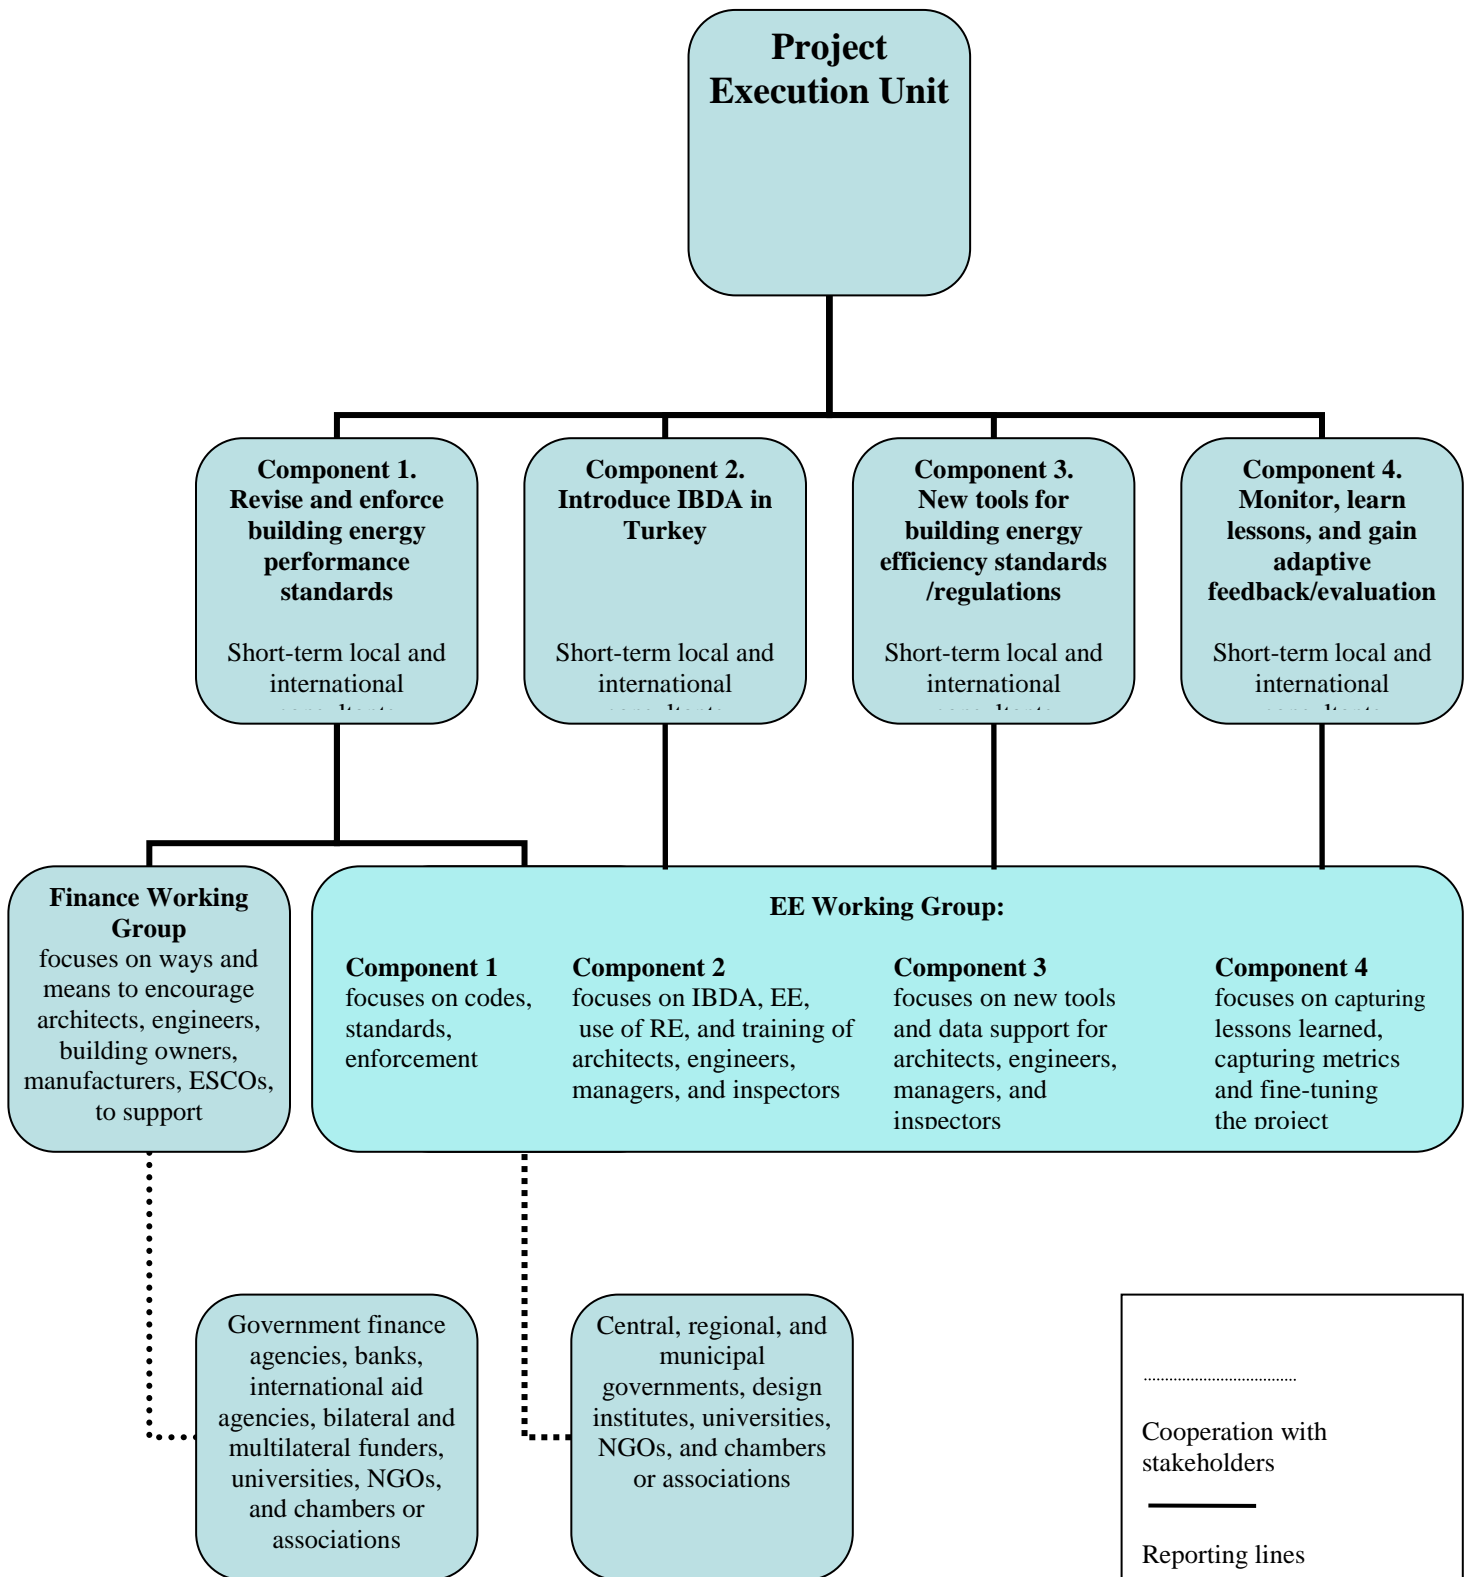 Project
Execution Unit
Component 1.
Revise and enforce
building energy
performance
standards
Short-term local and
international
Component 2.
Introduce IBDA in
Turkey
Short-term local and
international
Component 3.
New tools for
building energy
efficiency standards
/regulations
Short-term local and
international
Component 4.
Monitor, learn
lessons, and gain
adaptive
feedback/evaluation
Short-term local and
international
Finance Working
Group
focuses on ways and
means to encourage
architects, engineers,
building owners,
manufacturers, ESCOs,
to support
EE Working Group:
Component 1
focuses on codes,
standards,
enforcement
Component 2
focuses on IBDA, EE,
use of RE, and training of
architects, engineers,
managers, and inspectors
Component 3
focuses on new tools
and data support for
architects, engineers,
managers, and
inspectors
Component 4
focuses on capturing
lessons learned,
capturing metrics
and fine-tuning
the project
Government finance
agencies, banks,
international aid
agencies, bilateral and
multilateral funders,
universities, NGOs,
and chambers or
associations
Central, regional, and
municipal
governments, design
institutes, universities,
NGOs, and chambers
or associations
Cooperation with
stakeholders
Reporting lines